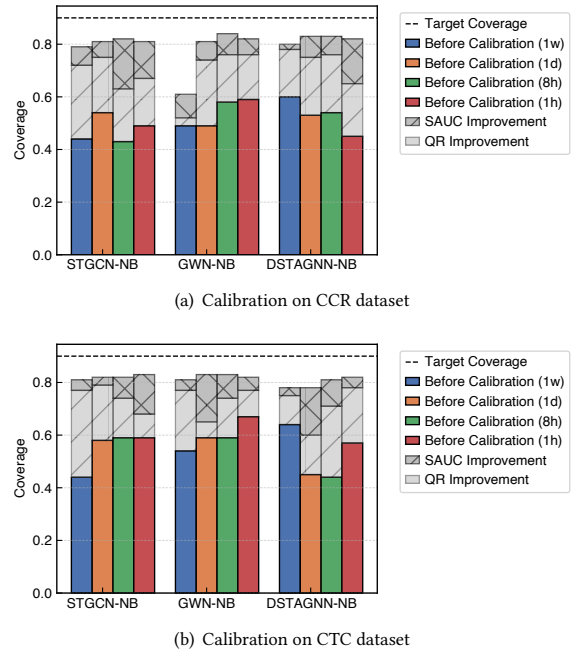 0.8
0.6
0.4
0.2
0.0
Coverage
STGCN-NB
GWN-NB
DSTAGNN-NB
Target Coverage
Before Calibration (1w)
Before Calibration (1d)
Before Calibration (8h)
Before Calibration (1h)
SAUC Improvement
QR Improvement
(a) Calibration on CCR dataset
0.8
0.6
0.4
0.2
0.0
Coverage
STGCN-NB
GWN-NB
DSTAGNN-NB
Target Coverage
Before Calibration (1w)
Before Calibration (1d)
Before Calibration (8h)
Before Calibration (1h)
SAUC Improvement
QR Improvement
(b) Calibration on CTC dataset